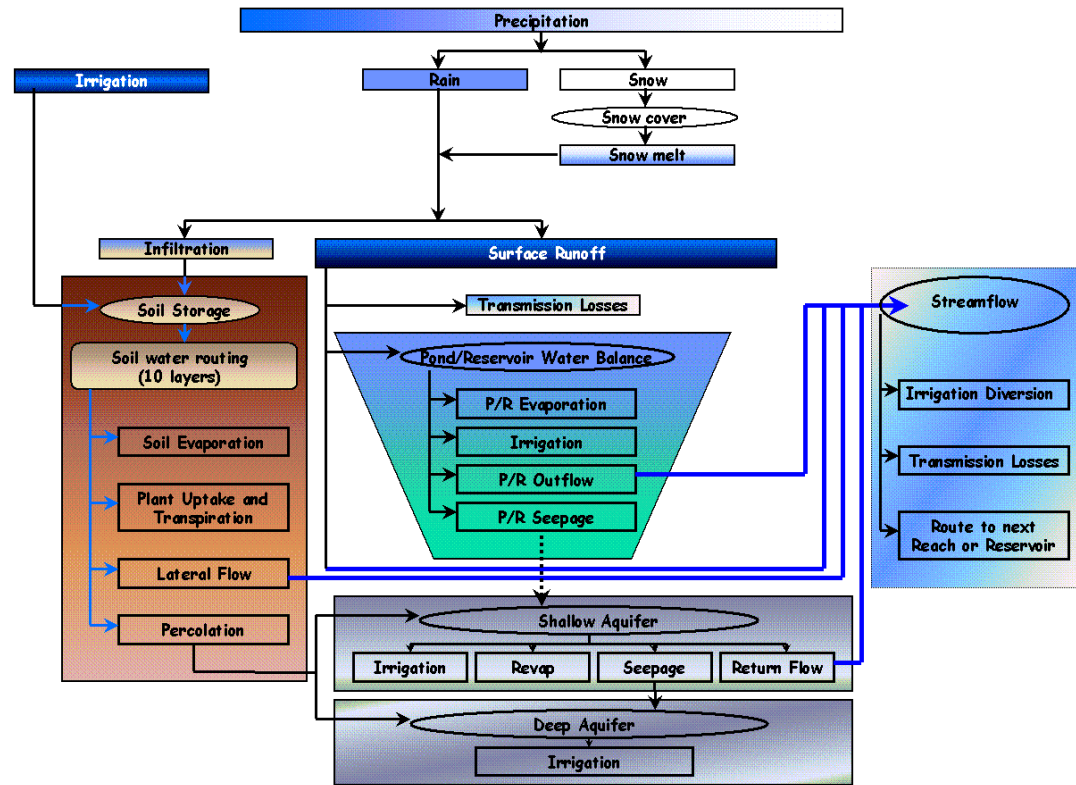 Precipitation
Irrigation
Rain
Snow
Snow cover
Snow melt
Infiltration
Surface Runoff
Soil Storage
Transmission Losses
Streamflow
Soil water routing
(10 layers)
Pond/Reservoir Water Balance
P/R Evaporation
Irrigation Diversion
Soil Evaporation
Irrigation
Transmission Losses
P/R Outflow
Plant Uptake and
Transpiration
P/R Seepage
Route to next
Reach or Reservoir
Lateral Flow
Percolation
Shallow Aquifer
Irrigation
Revap
Seepage
Return Flow
Deep Aquifer
Irrigation